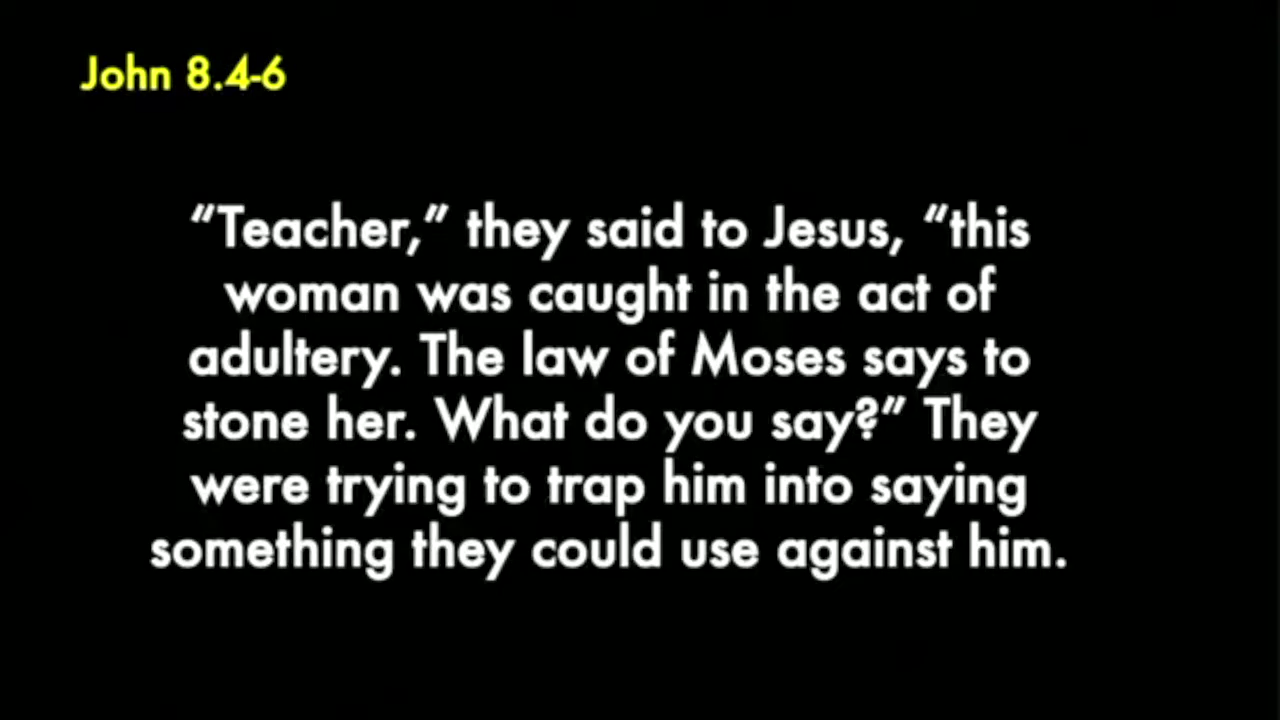 John 8.4-6
“Teacher,” they said to Jesus, “this
woman was caught in the act of
adultery. The law of Moses says to
stone her. What do you say?” They
were trying to trap him into saying
something they could use against him.